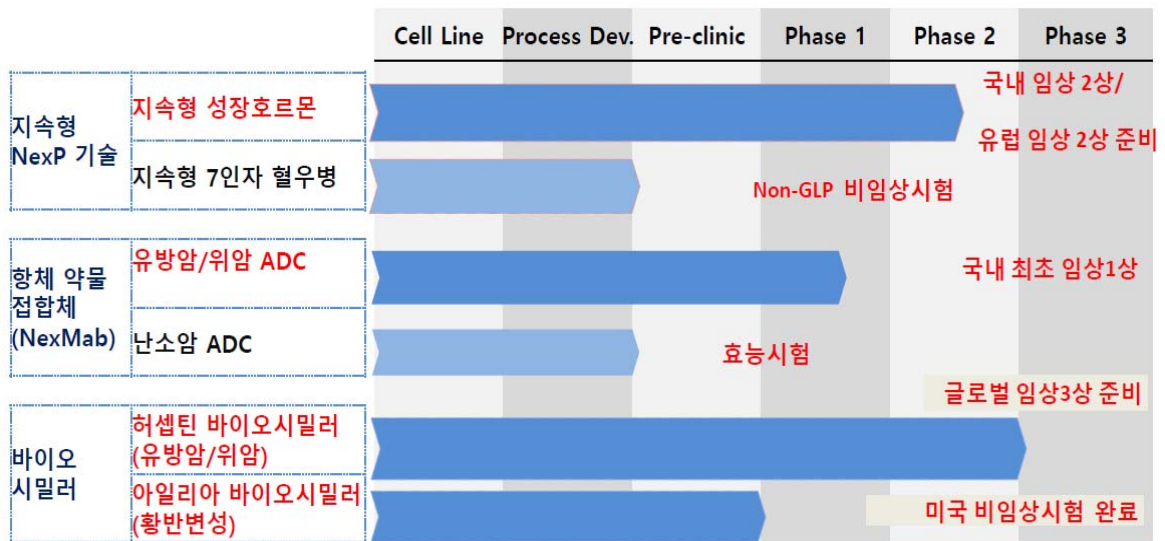 Cell Line Process Dev. Pre-clinic Phase 1 Phase 2 Phase 3
지속형
NexP 기술
지속형 성장호르몬
국내 임상 2상/
유럽 임상 2상 준비
지속형 7인자 혈우병
Non-GLP 비임상시험
항체 약물
접합체
(NexMab)
유방암/위암 ADC
국내 최초 임상1상
난소암 ADC
효능시험
바이오
시밀러
허셉틴 바이오시밀러
(유방암/위암)
글로벌 임상3상 준비
아일리아 바이오시밀러
(황반변성)
미국 비임상시험 완료